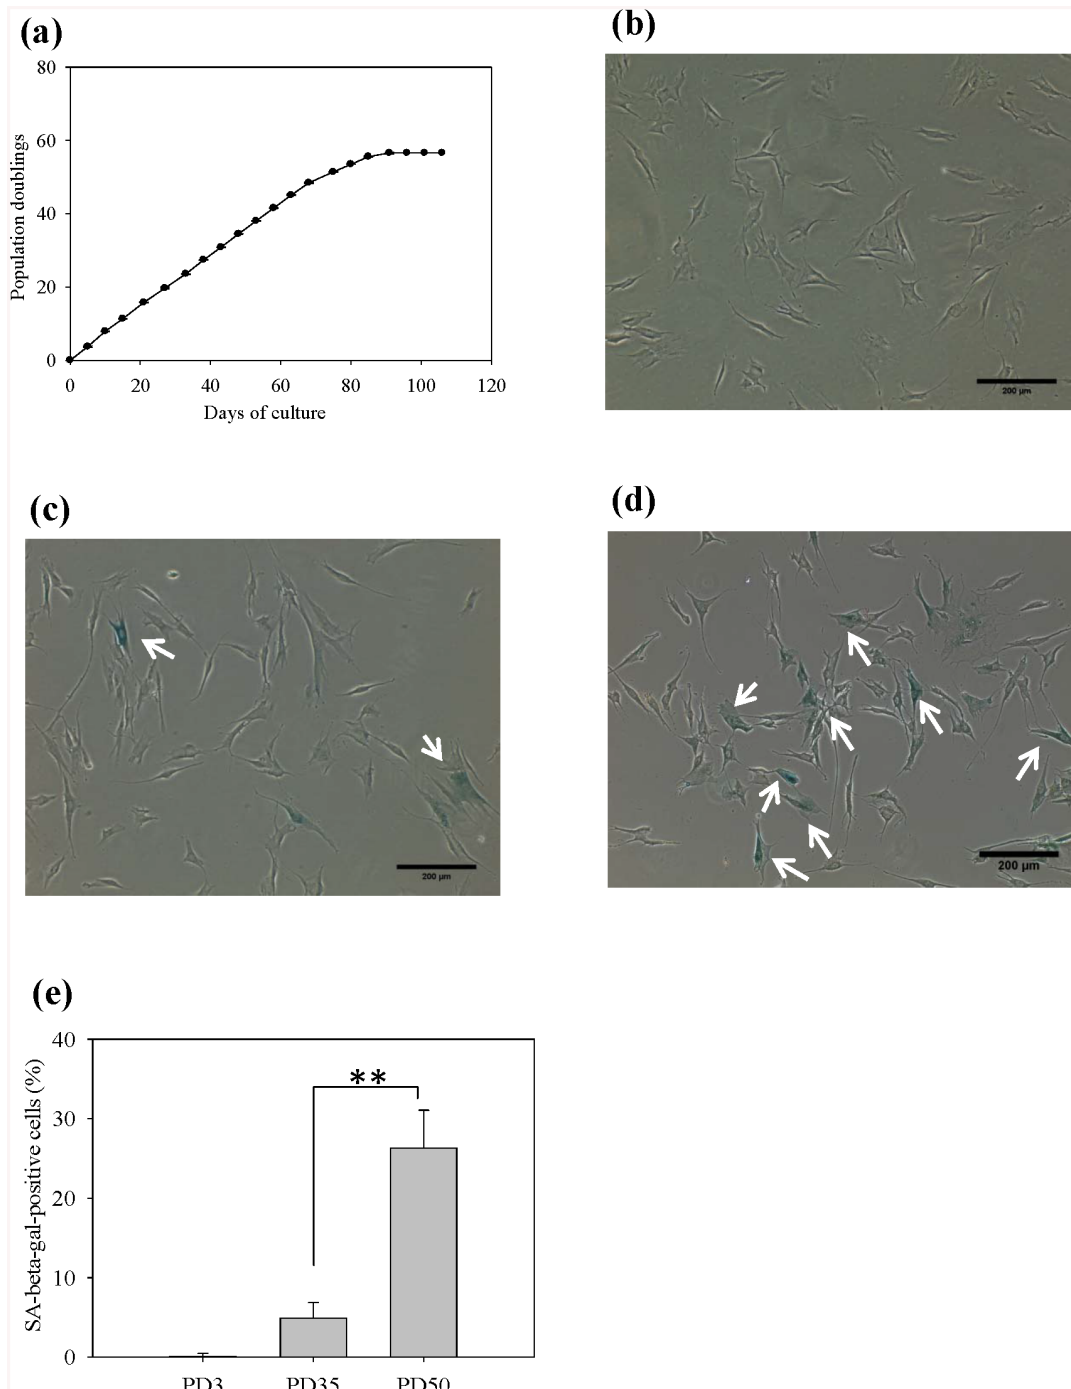 (a)
80
60
40
20
0
Population doublings
0 20 40 60 80 100 120
Days of culture
(b)
200 µm
(c)
200 µm
(d)
200 µm
(e)
40
30
20
10
0
SA-beta-gal-positive cells (%)
**
PD3 PD35 PD50